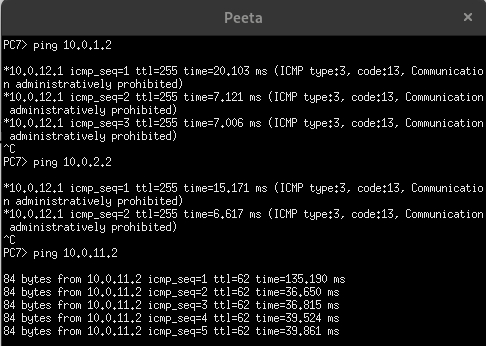 Peeta
×
PC7> ping 10.0.1.2
*10.0.12.1 icmp_seq=1 ttl=255 time=20.103 ms (ICMP type:3, code:13, Communicatio
n administratively prohibited)
*10.0.12.1 icmp_seq=2 ttl=255 time=7.121 ms (ICMP type:3, code:13, Communication
 administratively prohibited)
*10.0.12.1 icmp_seq=3 ttl=255 time=7.006 ms (ICMP type:3, code:13, Communication
 administratively prohibited)
^C
PC7> ping 10.0.2.2
*10.0.12.1 icmp_seq=1 ttl=255 time=15.171 ms (ICMP type:3, code:13, Communicatio
n administratively prohibited)
*10.0.12.1 icmp_seq=2 ttl=255 time=6.617 ms (ICMP type:3, code:13, Communication
 administratively prohibited)
^C
PC7> ping 10.0.11.2
84 bytes from 10.0.11.2 icmp_seq=1 ttl=62 time=135.190 ms
84 bytes from 10.0.11.2 icmp_seq=2 ttl=62 time=36.650 ms
84 bytes from 10.0.11.2 icmp_seq=3 ttl=62 time=36.815 ms
84 bytes from 10.0.11.2 icmp_seq=4 ttl=62 time=39.524 ms
84 bytes from 10.0.11.2 icmp_seq=5 ttl=62 time=39.861 ms